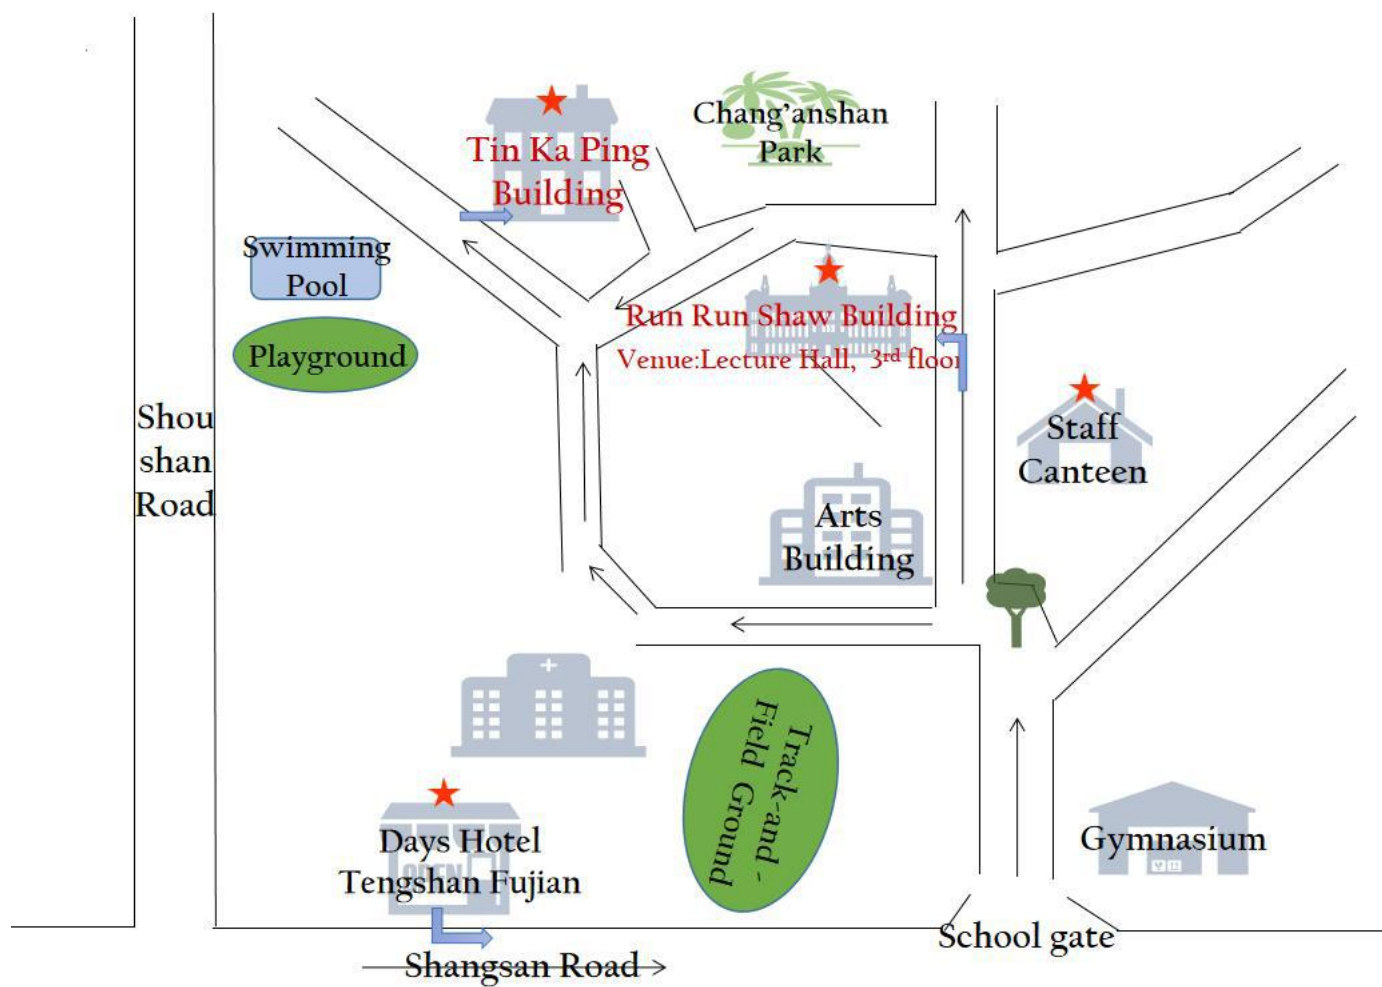 Chang'anshan
Park
Tin Ka Ping
Building
Swimming
Pool
Playground
Run Run Shaw Building
Venue:Lecture Hall, 3rd floor
Shou
shan
Road
Staff
Canteen
Arts
Building
Track-and-
Field Ground
Days Hotel
Tengshan Fujian
OPEN
Gymnasium
School gate
Shangsan Road